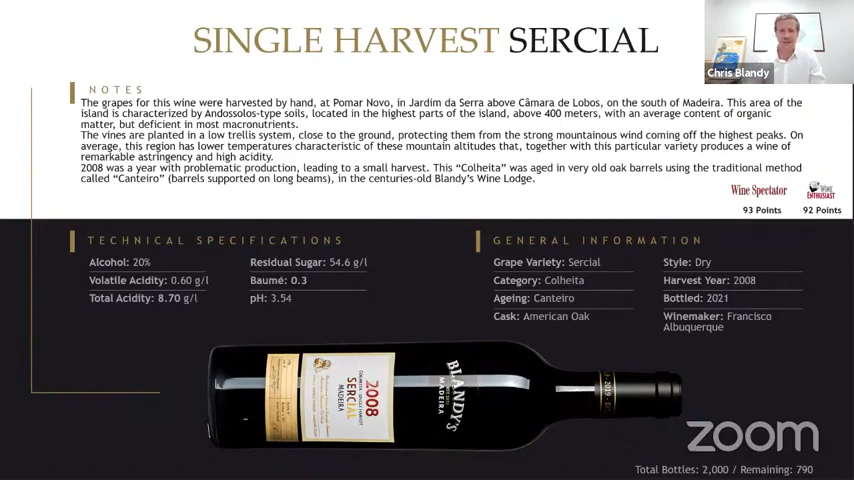 SINGLE HARVEST SERCIAL
Chris Blandy
NOTES
The grapes for this wine were harvested by hand, at Pomar Novo, in Jardim da Serra above Câmara de Lobos, on the south of Madeira. This area of the
island is characterized by Andossolos-type soils, located in the highest parts of the island, above 400 meters, with an average content of organic
matter, but deficient in most macronutrients.
The vines are planted in a low trellis system, close to the ground, protecting them from the strong mountainous wind coming off the highest peaks. On
average, this region has lower temperatures characteristic of these mountain altitudes that, together with this particular variety produces a wine of
remarkable astringency and high acidity.
2008 was a year with problematic production, leading to a small harvest. This “Colheita” was aged in very old oak barrels using the traditional method
called “Canteiro” (barrels supported on long beams), in the centuries-old Blandy’s Wine Lodge.
Wine Spectator
93 Points
WINE
ENTHUSIAST
92 Points
TECHNICAL SPECIFICATIONS
Alcohol: 20%
Volatile Acidity: 0.60 g/l
Total Acidity: 8.70 g/l
Residual Sugar: 54.6 g/l
Baumé: 0.3
pH: 3.54
GENERAL INFORMATION
Grape Variety: Sercial
Category: Colheita
Ageing: Canteiro
Cask: American Oak
Style: Dry
Harvest Year: 2008
Bottled: 2021
Winemaker: Francisco
Albuquerque
2008
SERCIAL
COLHEITA
SINGLE HARVEST
MADEIRA
BLANDY'S
MADEIRA
zoom
Total Bottles: 2,000 / Remaining: 790